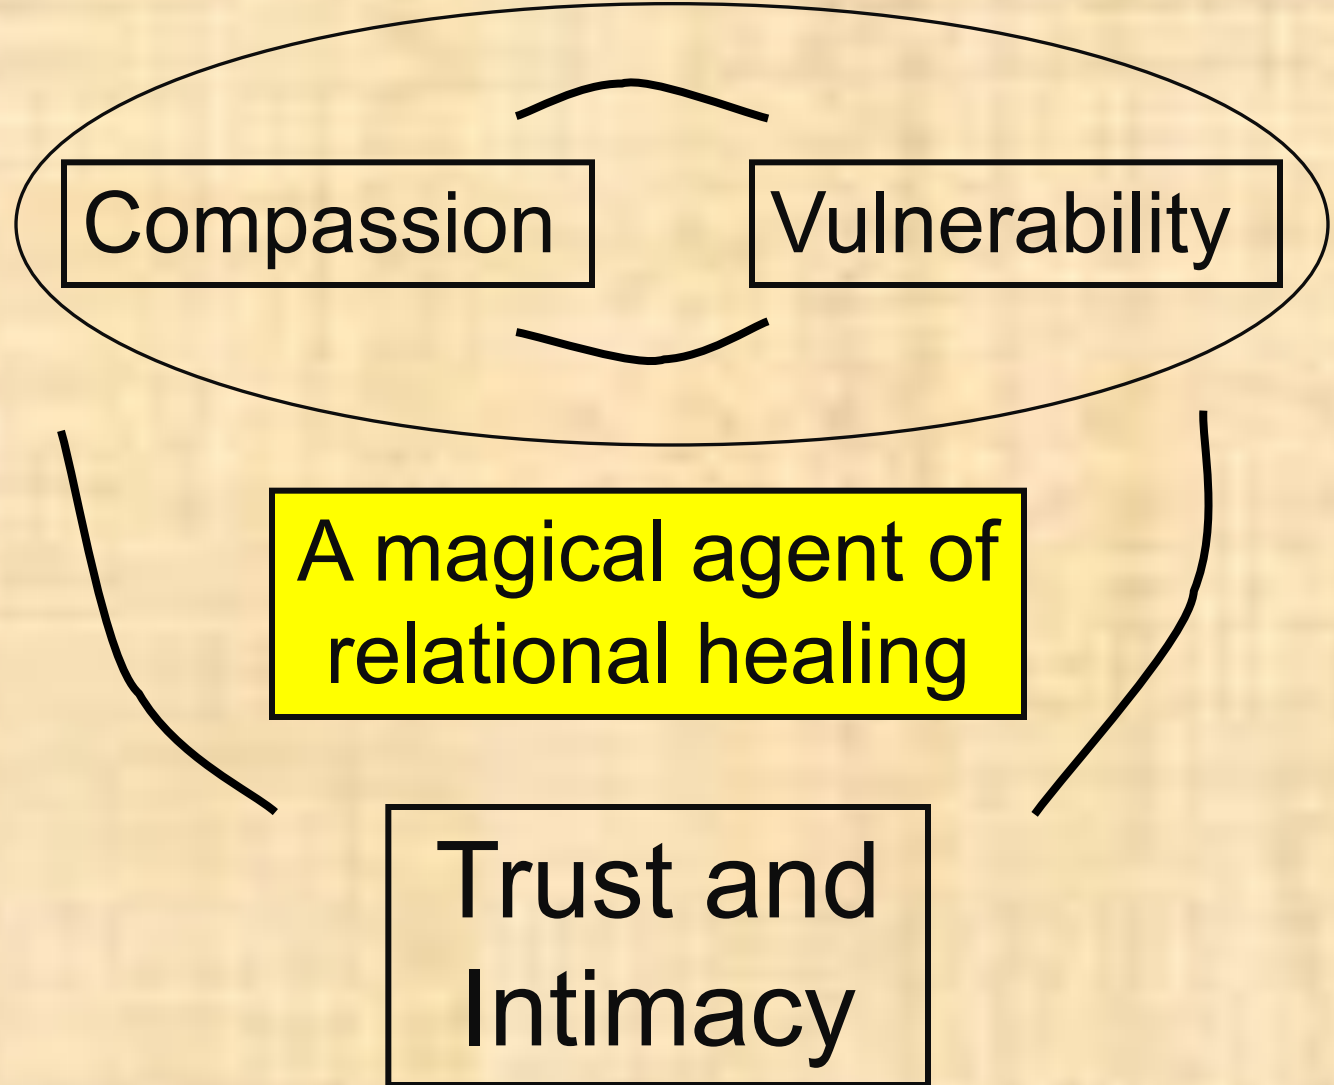 Compassion
Vulnerability
A magical agent of
relational healing
Trust and
Intimacy